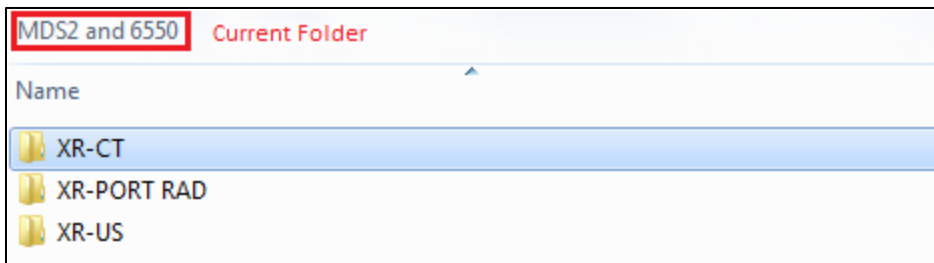 MDS2 and 6550 Current Folder
Name
XR-CT
XR-PORT RAD
XR-US